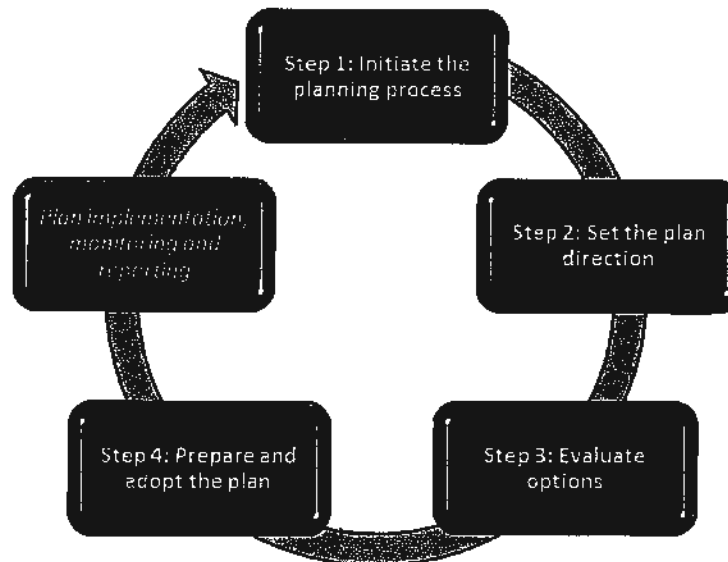 Step 1: Initiate the
planning process
Step 2: Set the plan
direction
Step 3: Evaluate
options
Step 4: Prepare and
adopt the plan
Plan implementation,
monitoring and
reporting